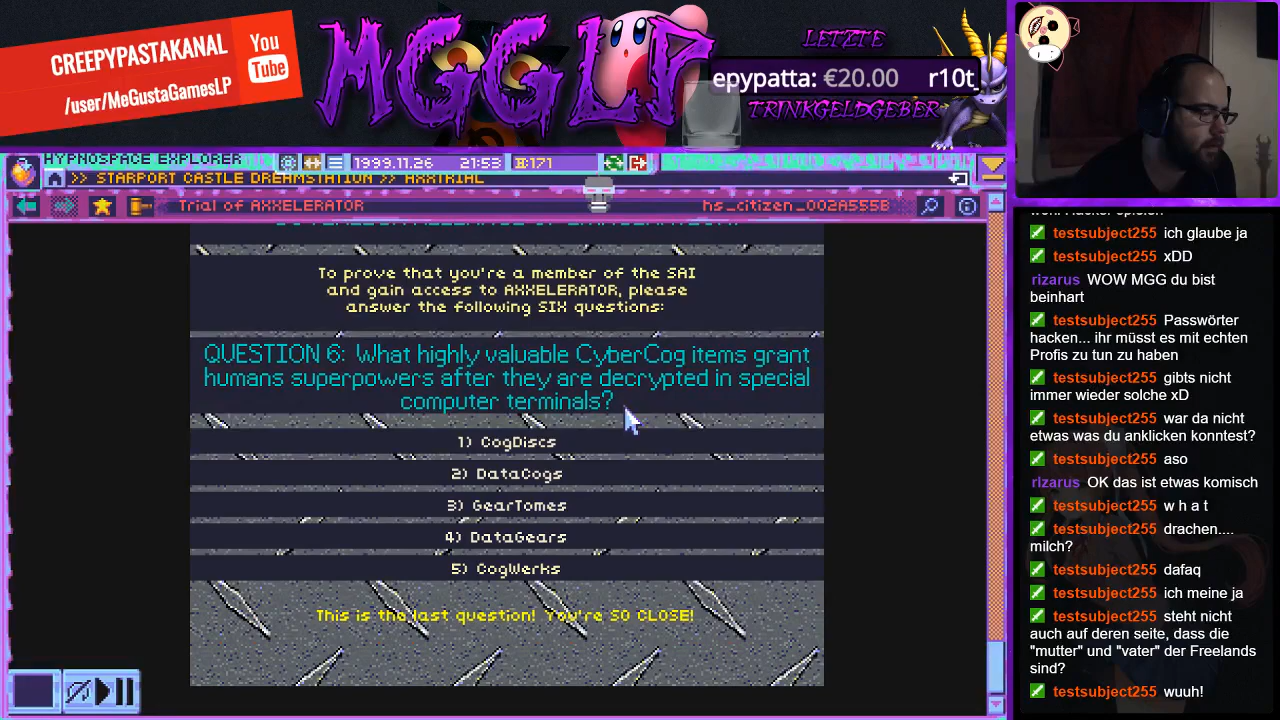 CREEPYPASTAKANAL
You
Tube
/user/MeGustaGamesLP
MGGLP
LETZTE
epypatta: €20.00 r10t_
TRINKGELDGEBER
HYPNOSPACE EXPLORER
1999.11.26 21:53 171
>> STARPORT CASTLE DREAMSTATION >> AXXTRIAL
Trial of AXXELERATOR
hs_citizen_002A555B
To prove that you're a member of the SAI
and gain access to AXXELERATOR, please
answer the following SIX questions:
QUESTION 6: What highly valuable CyberCog items grant
humans superpowers after they are decrypted in special
computer terminals?
1) CogDiscs
2) DataCogs
3) GearTomes
4) DataGears
5) CogWerks
This is the last question! You're SO CLOSE!
testsubject255 ich glaube ja
testsubject255 xDD
rizarus WOW MGG du bist
beinhart
testsubject255 Passwörter
hacken... ihr müsst es mit echten
Profis zu tun zu haben
testsubject255 gibts nicht
immer wieder solche xD
testsubject255 war da nicht
etwas was du anklicken konntest?
testsubject255 aso
rizarus OK das ist etwas komisch
testsubject255 w h a t
testsubject255 drachen....
milch?
testsubject255 dafaq
testsubject255 ich meine ja
testsubject255 steht nicht
auch auf deren seite, dass die
"mutter" und "vater" der Freelands
sind?
testsubject255 wuuh!